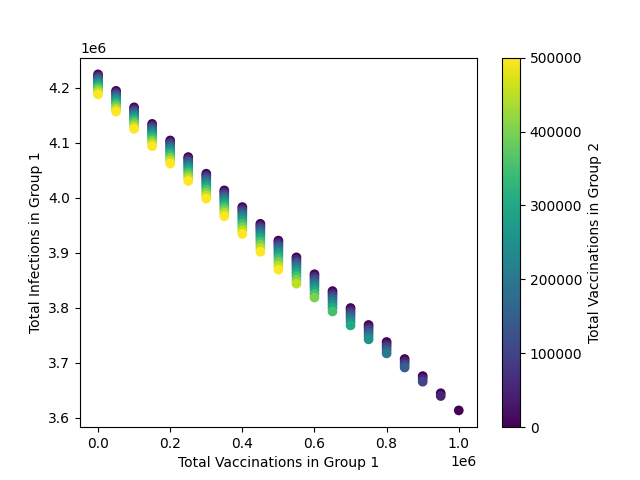 1e6
4.2
4.1
4.0
3.9
3.8
3.7
3.6
Total Infections in Group 1
0.0 0.2 0.4 0.6 0.8 1.0
1e6
Total Vaccinations in Group 1
500000
400000
300000
200000
100000
0
Total Vaccinations in Group 2